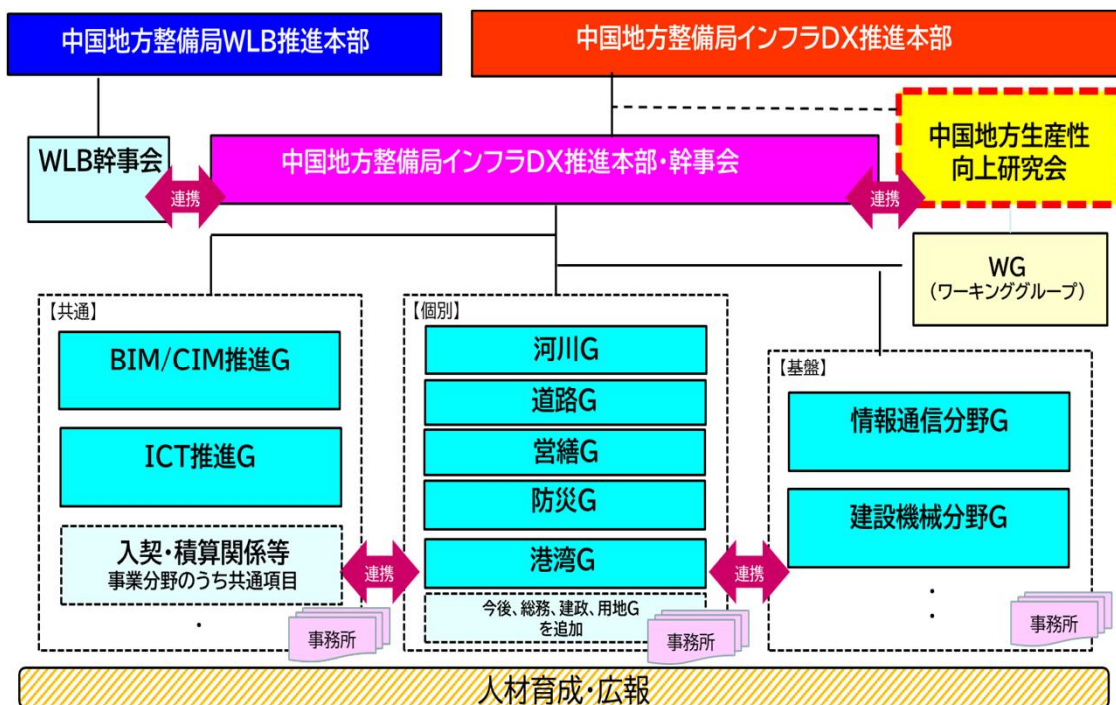 中国地方整備局WLB推進本部
中国地方整備局インフラDX推進本部
WLB幹事会
連携
中国地方整備局インフラDX推進本部・幹事会
連携
中国地方生産性
向上研究会
WG
(ワーキンググループ)
【共通】
BIM/CIM推進G
ICT推進G
入契・積算関係等
事業分野のうち共通項目
・
事務所
連携
【個別】
河川G
道路G
営繕G
防災G
港湾G
今後、総務、建政、用地G
を追加
事務所
連携
【基盤】
情報通信分野G
建設機械分野G
・
・
事務所
人材育成・広報